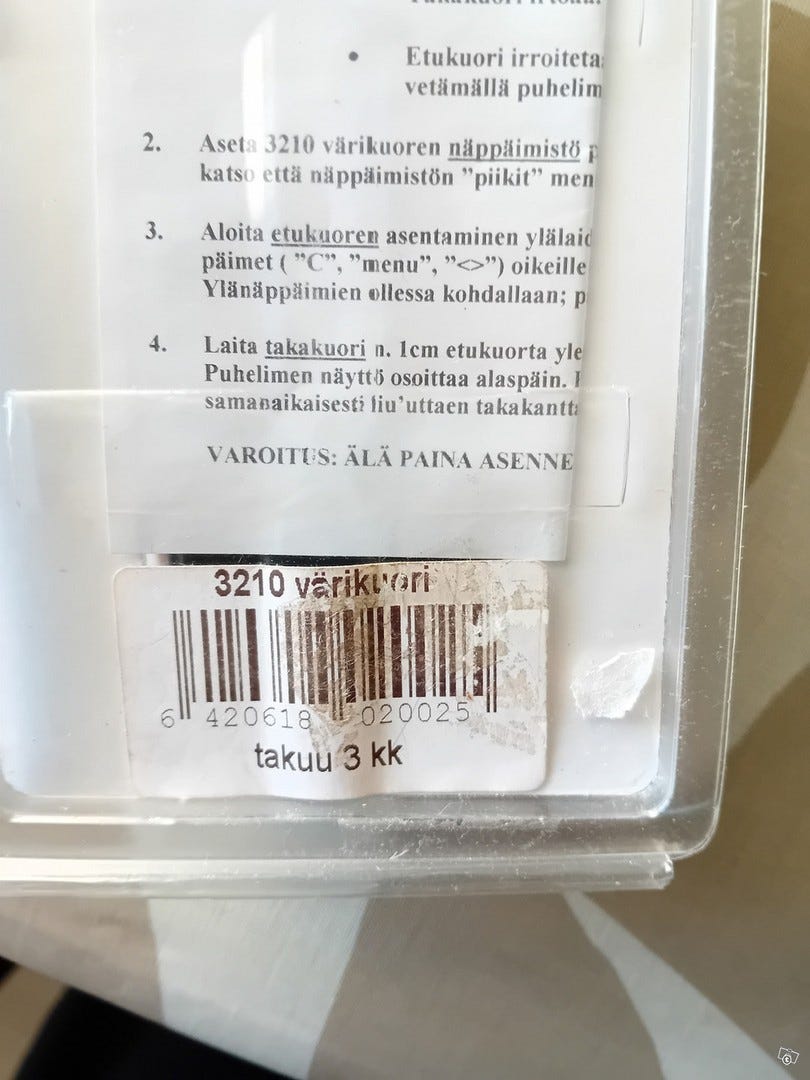 • Etukuori irroiteta
vetämällä puhelim
2. Aseta 3210 värikuoren näppäimistö
katso että näppäimistön "piikit" men
3. Aloita etukuoren asentaminen ylälaid
päimet ( "C", "menu", "<>") oikeille
Ylänäppäimien ollessa kohdallaan; p
4. Laita takakuori n. 1cm etukuorta yle
Puhelimen näyttö osoittaa alaspäin.
samanaikaisesti liu'uttaen takakantta
VAROITUS: ÄLÄ PAINA ASENNE
3210 värikuori
6 420618 020025
takuu 3 kk